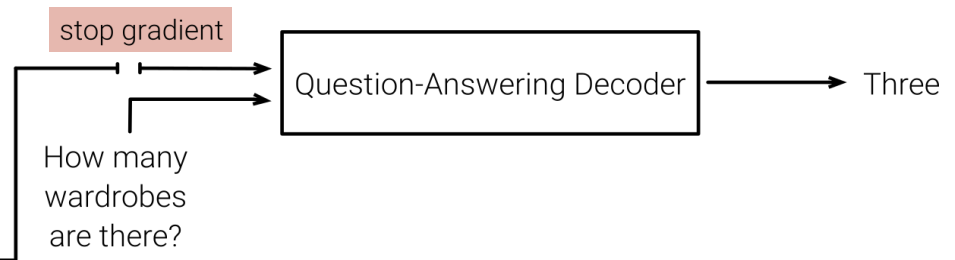 stop gradient
Question-Answering Decoder
Three
How many
wardrobes
are there?